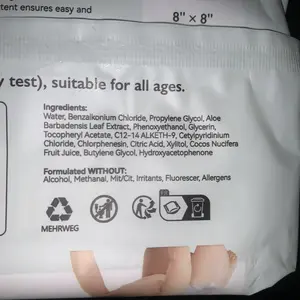 tent ensures easy and
8" × 8"
y test), suitable for all ages.
Ingredients:
Water, Benzalkonium Chloride, Propylene Glycol, Aloe
Barbadensis Leaf Extract, Phenoxyethanol, Glycerin,
Tocopheryl Acetate, C12-14 ALKETH-9, Cetylpyridinium
Chloride, Chlorphenesin, Citric Acid, Xylitol, Cocos Nucifera
Fruit Juice, Butylene Glycol, Hydroxyacetophenone
Formulated WITHOUT:
Alcohol, Methanal, Mit/Cit, Irritants, Fluorescer, Allergens
MEHRWEG